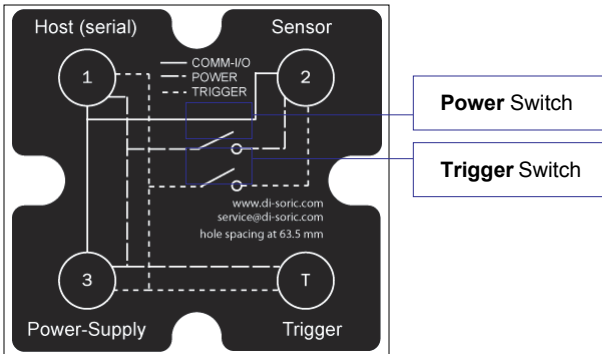 Host (serial)
Sensor
COMM-I/O
1
POWER
2
TRIGGER
Power Switch
Trigger Switch
www.di-soric.com
service@di-soric.com
hole spacing at 63.5 mm
3
T
Power-Supply
Trigger